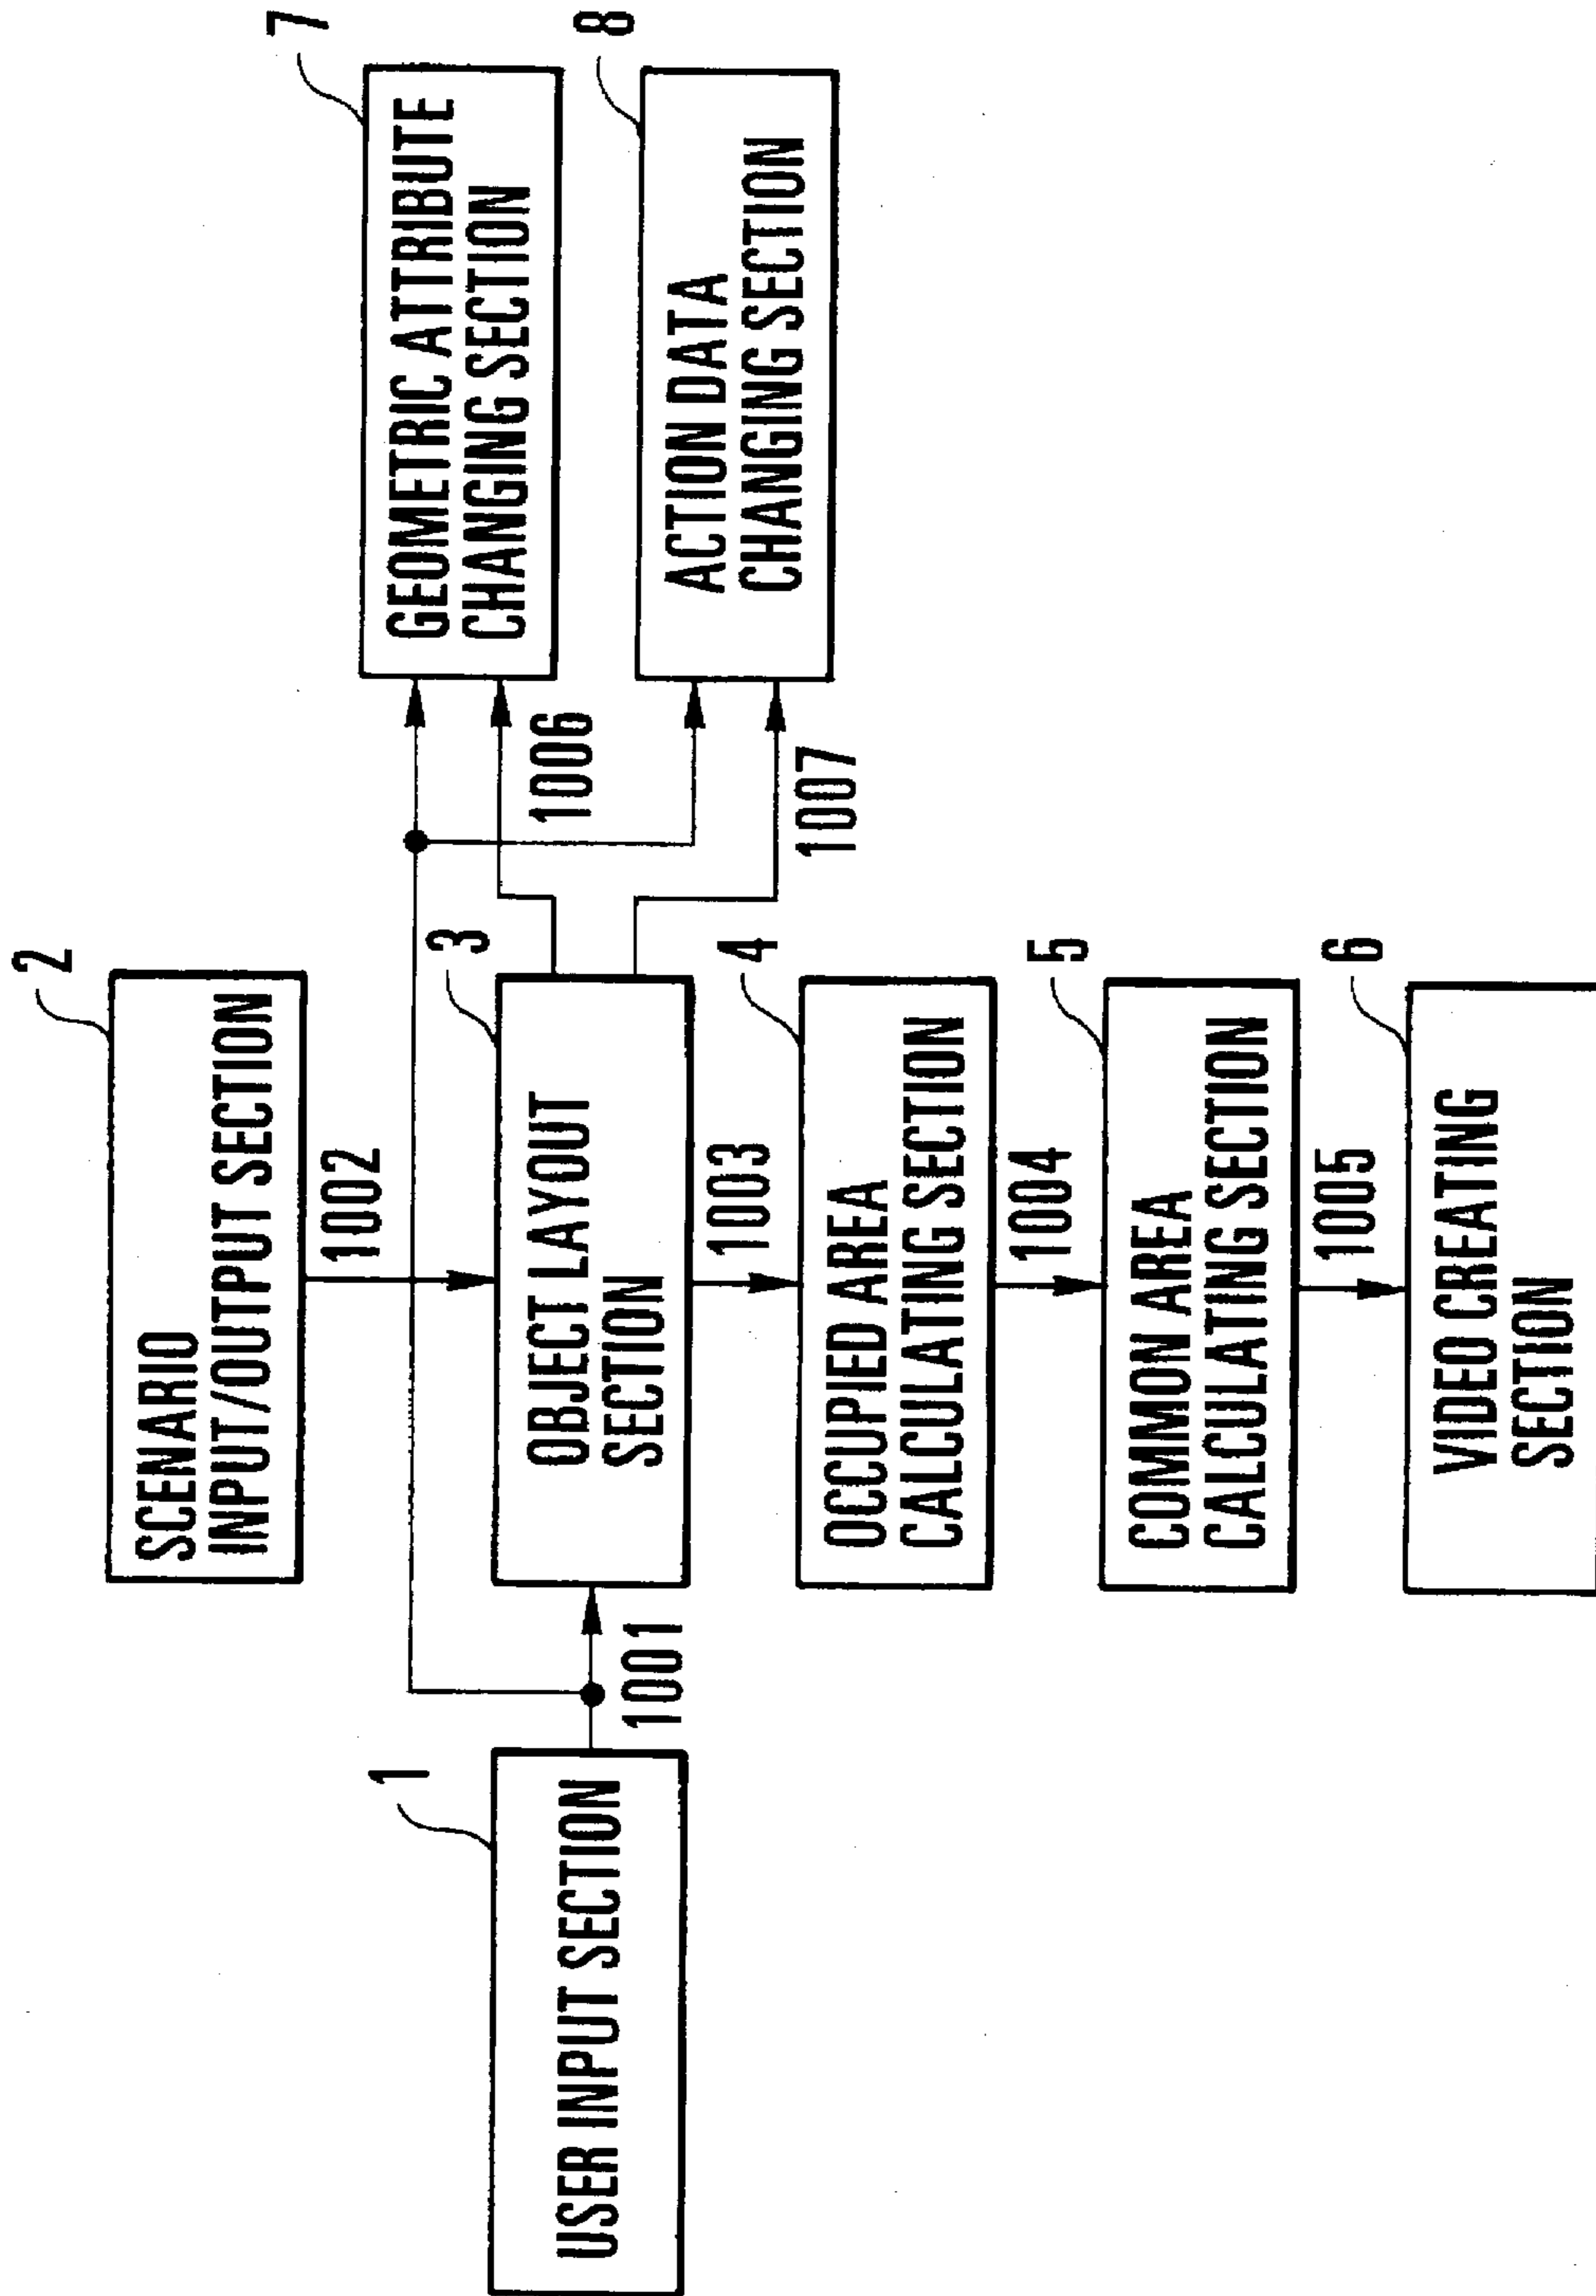 2
SCENARIO
INPUT/OUTPUT SECTION
1002
7
GEOMETRIC ATTRIBUTE
CHANGING SECTION
1
USER INPUT SECTION
1001
3
OBJECT LAYOUT
SECTION
1006
8
ACTION DATA
CHANGING SECTION
1007
1003
4
OCCUPIED AREA
CALCULATING SECTION
1004
5
COMMON AREA
CALCULATING SECTION
1005
6
VIDEO CREATING
SECTION